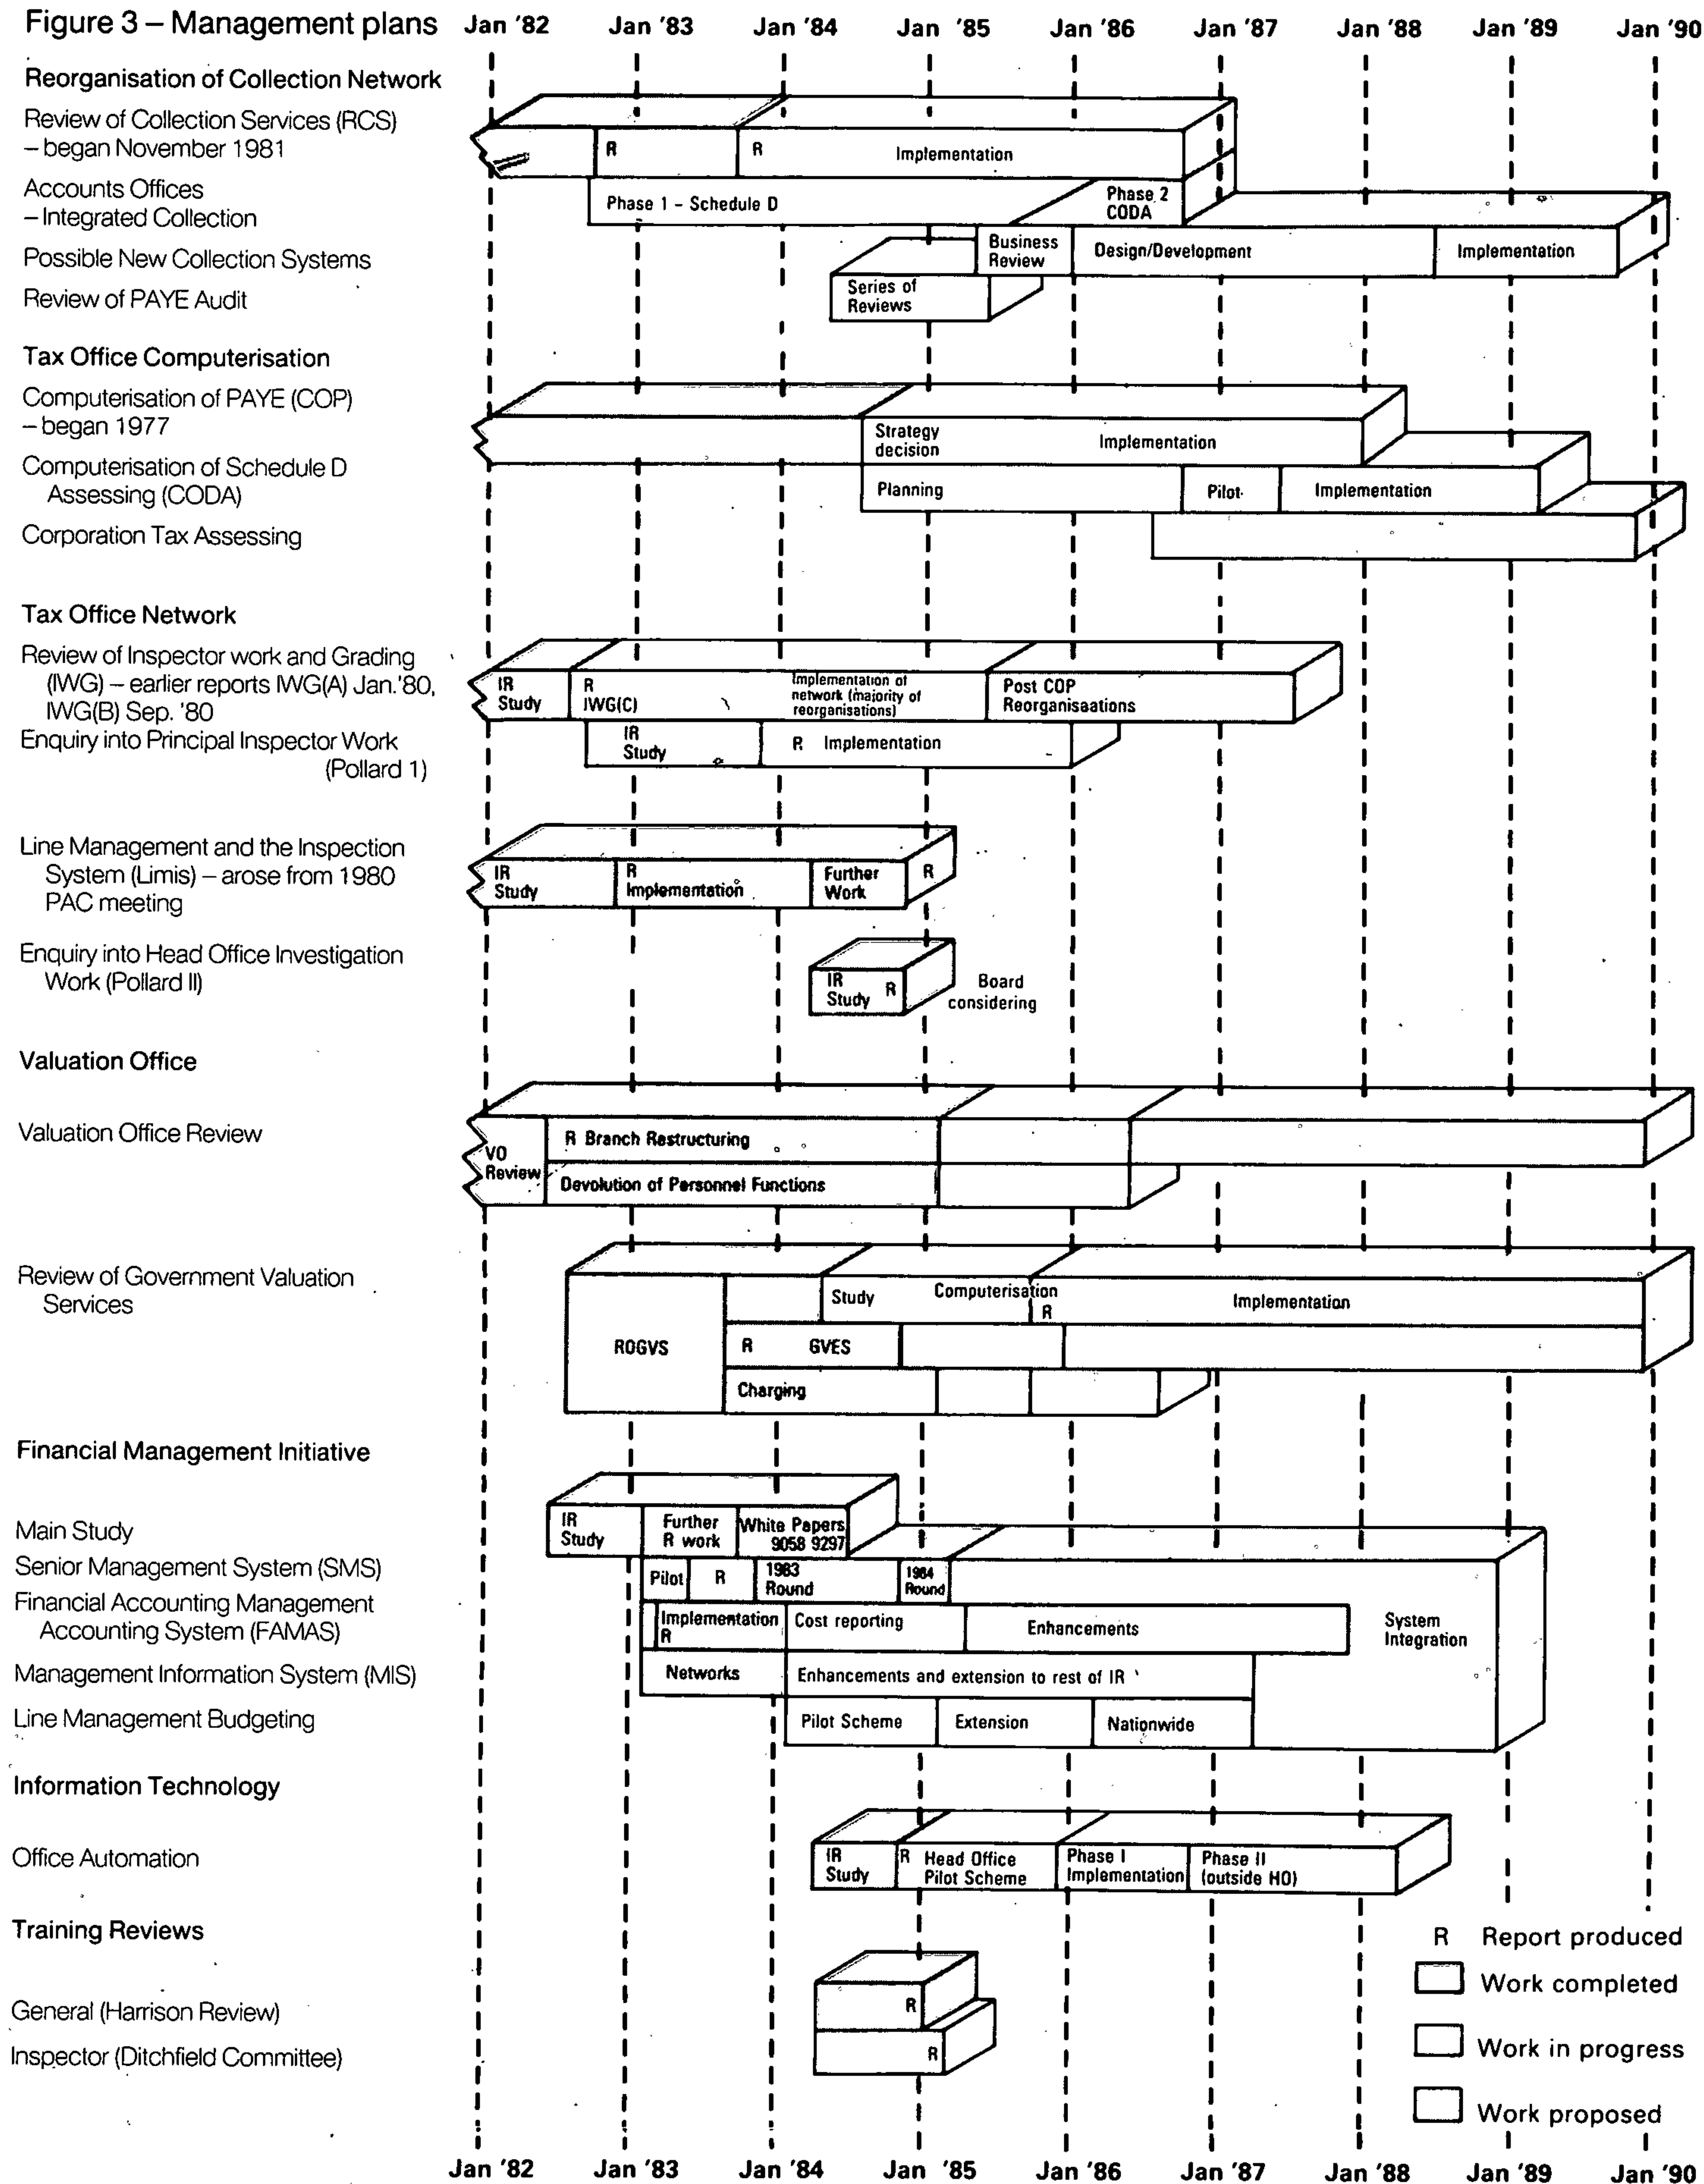 Figure 3 – Management plans
Jan '82 Jan '83 Jan '84 Jan '85 Jan '86 Jan '87 Jan '88 Jan '89 Jan '90
Reorganisation of Collection Network
Review of Collection Services (RCS)
– began November 1981
R R Implementation
Accounts Offices
– Integrated Collection
Phase 1 – Schedule D
Phase 2
CODA
Possible New Collection Systems
Business
Review
Design/Development
Implementation
Review of PAYE Audit
Series of
Reviews
Tax Office Computerisation
Computerisation of PAYE (COP)
– began 1977
Strategy
decision
Implementation
Computerisation of Schedule D
Assessing (CODA)
Planning Pilot Implementation
Corporation Tax Assessing
Tax Office Network
Review of Inspector work and Grading
(IWG) – earlier reports IWG(A) Jan.'80,
IWG(B) Sep. '80
IR
Study
R
IWG(C)
Implementation of
network (majority of
reorganisations)
Post COP
Reorganisaations
Enquiry into Principal Inspector Work
(Pollard 1)
IR
Study
R Implementation
Line Management and the Inspection
System (Limis) – arose from 1980
PAC meeting
IR
Study
R
Implementation
Further
Work
R
Enquiry into Head Office Investigation
Work (Pollard II)
IR
Study R
Board
considering
Valuation Office
Valuation Office Review
VO
Review
R Branch Restructuring
Devolution of Personnel Functions
Review of Government Valuation
Services
ROGVS
Study Computerisation
R
Implementation
R GVES
Charging
Financial Management Initiative
Main Study
IR
Study
Further
R work
White Papers
9058 9297
Senior Management System (SMS)
Pilot R
1983
Round
1984
Round
Financial Accounting Management
Accounting System (FAMAS)
Implementation
R
Cost reporting
Enhancements
System
Integration
Management Information System (MIS)
Networks
Enhancements and extension to rest of IR
Line Management Budgeting
Pilot Scheme Extension Nationwide
Information Technology
Office Automation
IR
Study
R Head Office
Pilot Scheme
Phase I
Implementation
Phase II
(outside HO)
Training Reviews
General (Harrison Review)
R
Inspector (Ditchfield Committee)
R
R Report produced
Work completed
Work in progress
Work proposed
Jan '82 Jan '83 Jan '84 Jan '85 Jan '86 Jan '87 Jan '88 Jan '89 Jan '90